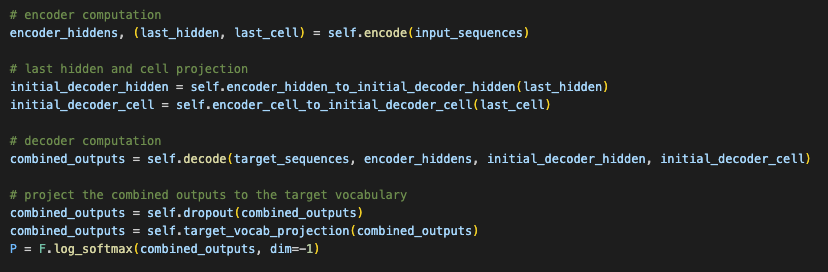 # encoder computation
encoder_hiddens, (last_hidden, last_cell) = self.encode(input_sequences)
# last hidden and cell projection
initial_decoder_hidden = self.encoder_hidden_to_initial_decoder_hidden(last_hidden)
initial_decoder_cell = self.encoder_cell_to_initial_decoder_cell(last_cell)
# decoder computation
combined_outputs = self.decode(target_sequences, encoder_hiddens, initial_decoder_hidden, initial_decoder_cell)
# project the combined outputs to the target vocabulary
combined_outputs = self.dropout(combined_outputs)
combined_outputs = self.target_vocab_projection(combined_outputs)
P = F.log_softmax(combined_outputs, dim=-1)